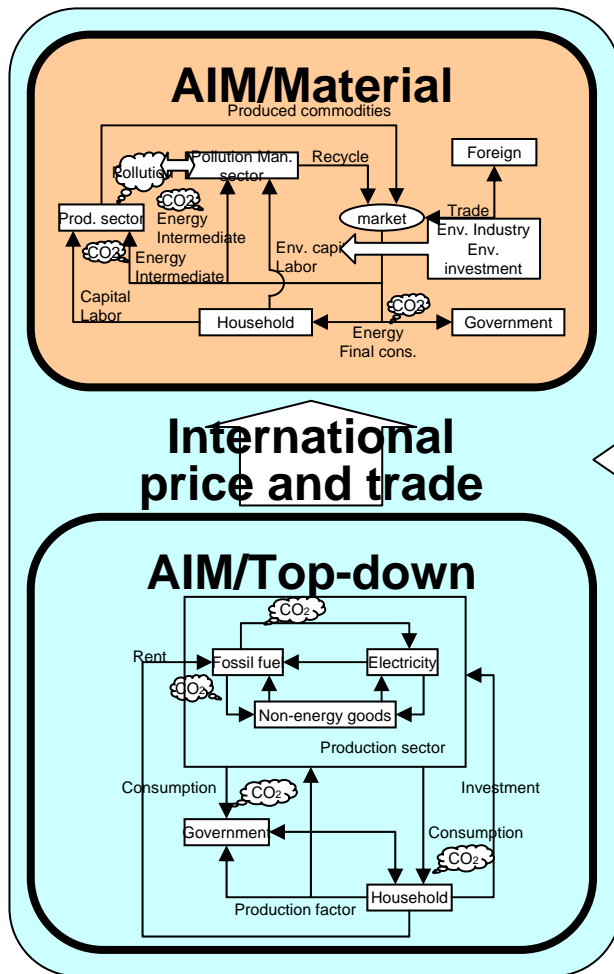 AIM/Material
Produced commodities
Pollution
Pollution Man.
sector
Recycle
Foreign
CO2
Prod. sector
Energy
Intermediate
market
Trade
Env. Industry
Env.
investment
CO2
Energy
Intermediate
Env. capit
Labor
Capital
Labor
Household
CO2
Government
Energy
Final cons.
International
price and trade
AIM/Top-down
CO2
Rent
Fossil fue
Electricity
CO2
Non-energy goods
Production sector
Consumption
CO2
Investment
Government
Consumption
CO2
Household
Production factor